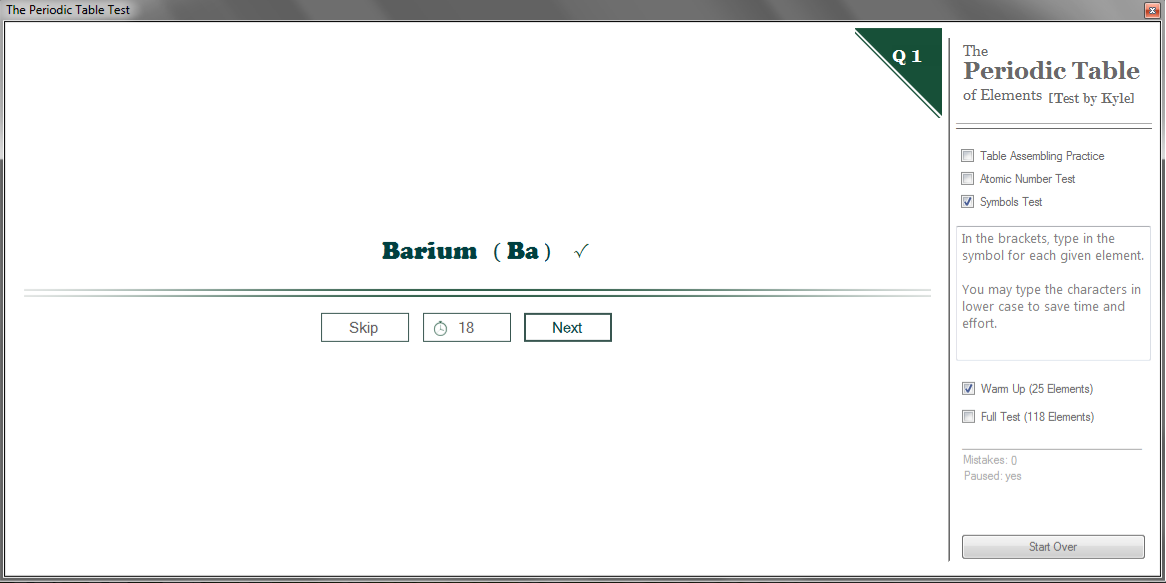 The Periodic Table Test
Q 1
Barium ( Ba ) ✓
Skip
18
Next
The
Periodic Table
of Elements [Test by Kyle]
Table Assembling Practice
Atomic Number Test
Symbols Test
In the brackets, type in the
symbol for each given element.
You may type the characters in
lower case to save time and
effort.
Warm Up (25 Elements)
Full Test (118 Elements)
Mistakes: 0
Paused: yes
Start Over